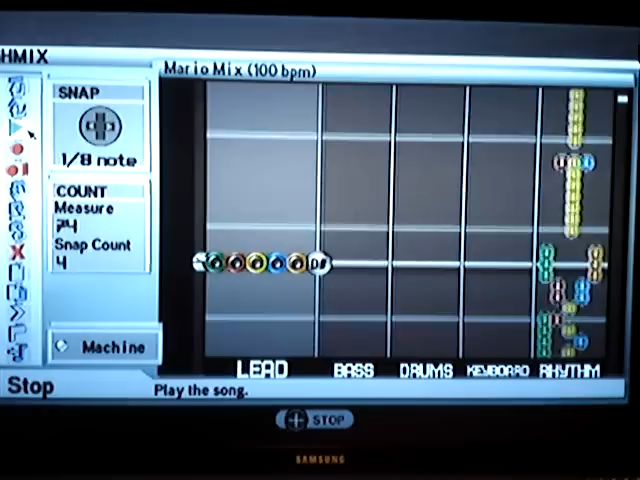 HMIX
Mario Mix (100 bpm)
SNAP
1/8 note
COUNT
Measure
74
Snap Count
4
D#
Machine
LEAD
BASS
DRUMS
KEYBOARD
RHYTHM
Stop
Play the song.
STOP
SAMSUNG